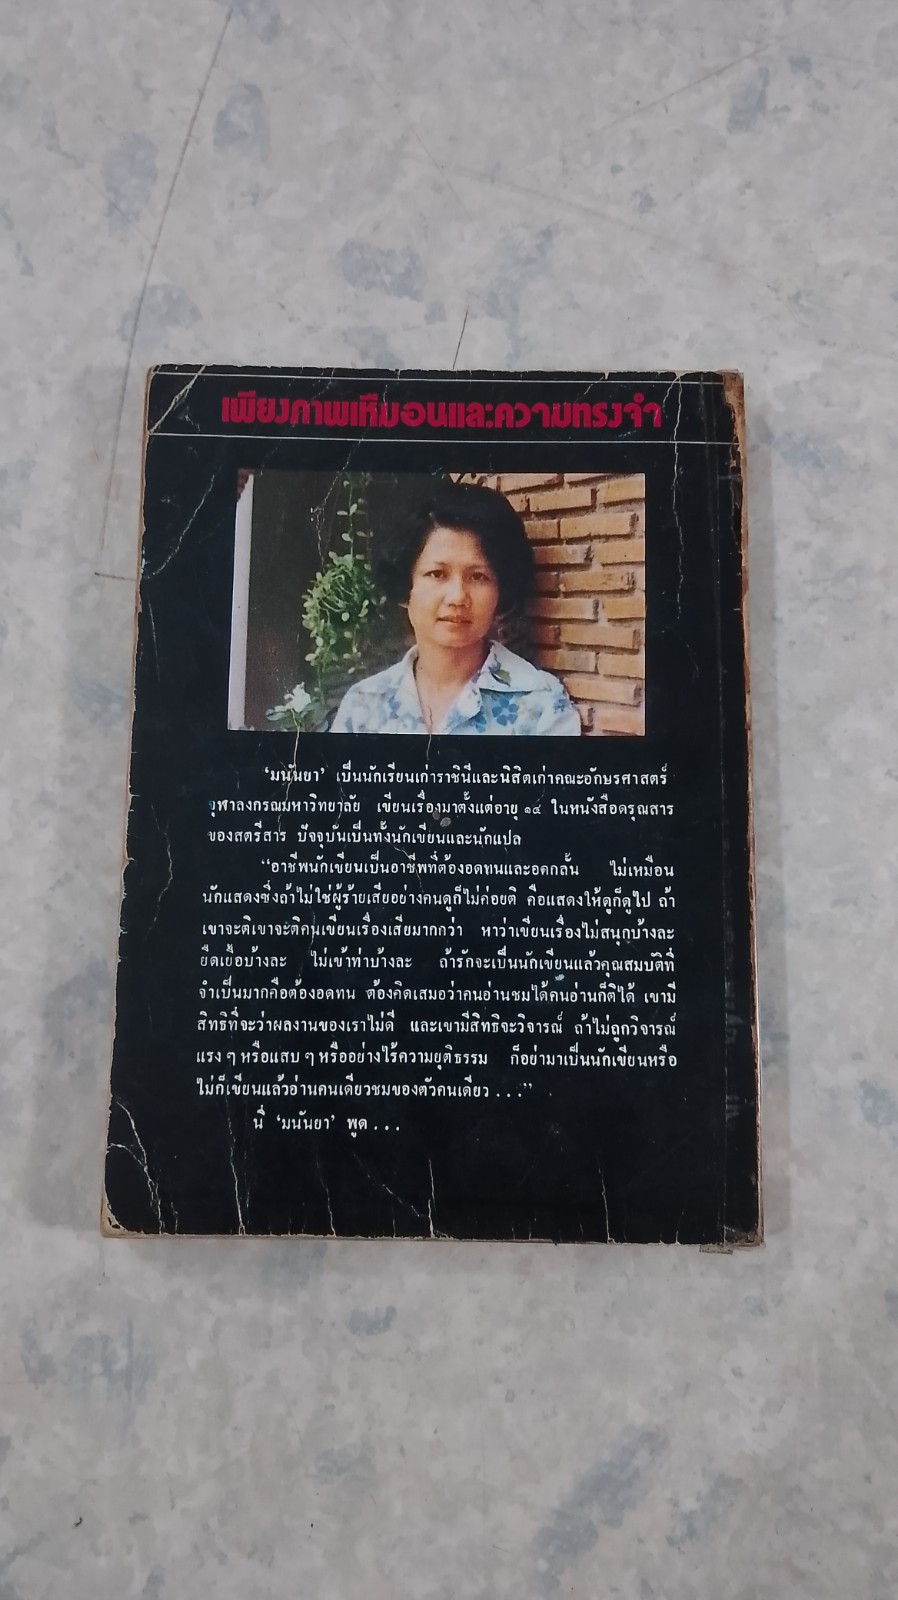 เพียงภาพเหมือนและความทรงจำ
‘มนันยา’ เป็นนักเรียนเก่าราชินีและนิสิตเก่าคณะอักษรศาสตร์
จุฬาลงกรณมหาวิทยาลัย เขียนเรื่องมาตั้งแต่อายุ ๑๔ ในหนังสือดรุณสาร
ของสตรีสาร ปัจจุบันเป็นทั้งนักเขียนและนักแปล
“อาชีพนักเขียนเป็นอาชีพที่ต้องอดทนและอดกลั้น ไม่เหมือน
นักแสดงซึ่งถ้าไม่ใช่ผู้ร้ายเสียอย่างคนดูก็ไม่ค่อยติ คือแสดงให้ดูก็ดูไป ถ้า
เขาจะติเขาจะติคนเขียนเรื่องเสียมากกว่า หาว่าเขียนเรื่องไม่สนุกบ้างละ
ยืดเยื้อบ้างละ ไม่เข้าท่าบ้างละ ถ้ารักจะเป็นนักเขียนแล้วคุณสมบัติที่
จำเป็นมากคือต้องอดทน ต้องคิดเสมอว่าคนอ่านชมได้คนอ่านก็ติได้ เขามี
สิทธิที่จะว่าผลงานของเราไม่ดี และเขามีสิทธิจะวิจารณ์ ถ้าไม่ถูกวิจารณ์
แรง ๆ หรือแสบ ๆ หรืออย่างไร้ความยุติธรรม ก็อย่ามาเป็นนักเขียนหรือ
ไม่ก็เขียนแล้วอ่านคนเดียวชมของตัวคนเดียว . . .”
นี่ ‘มนันยา’ พูด . . .